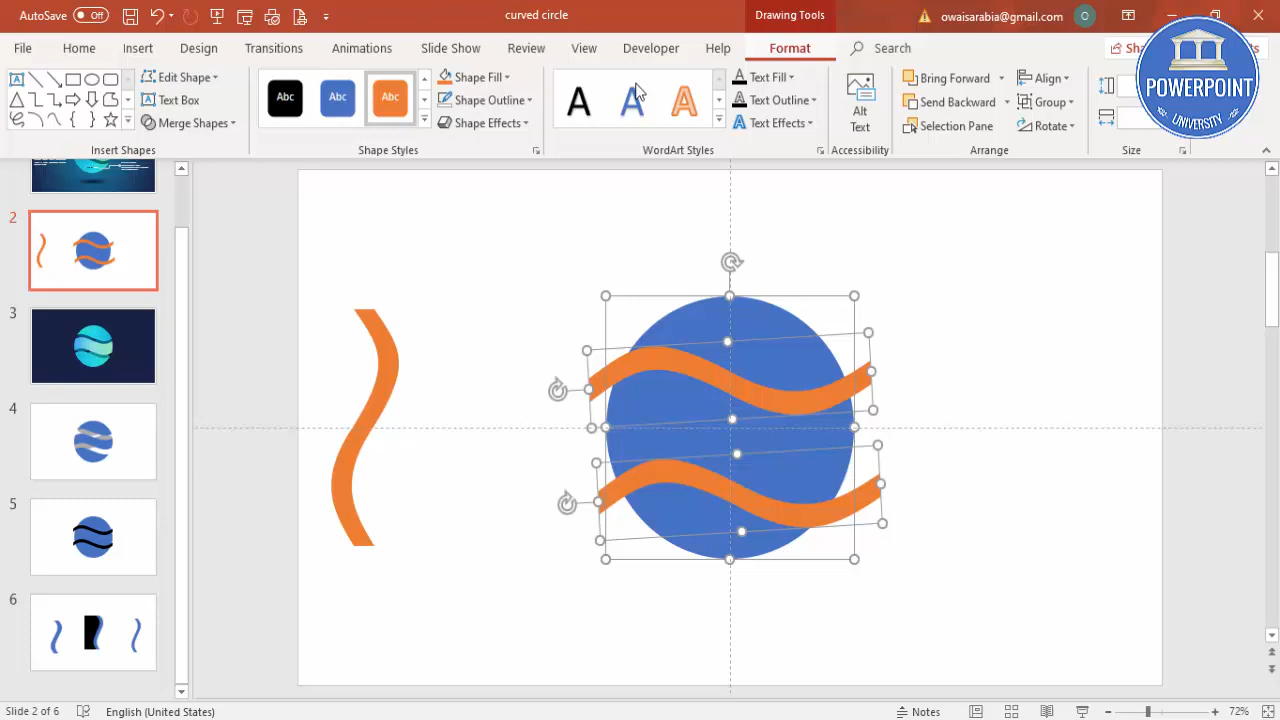 AutoSave Off
curved circle
Drawing Tools
owaisarabia@gmail.com
O
File Home Insert Design Transitions Animations Slide Show Review View Developer Help Format Search
Edit Shape
Text Box
Merge Shapes
Insert Shapes
Abc Abc Abc
Shape Fill
Shape Outline
Shape Effects
Shape Styles
A A A
Text Fill
Text Outline
Text Effects
WordArt Styles
Alt
Text
Accessibility
Bring Forward
Send Backward
Selection Pane
Align
Group
Rotate
Arrange
Size
POWERPOINT
UNIVERSITY
2
3
4
5
6
Slide 2 of 6
English (United States)
Notes
72%